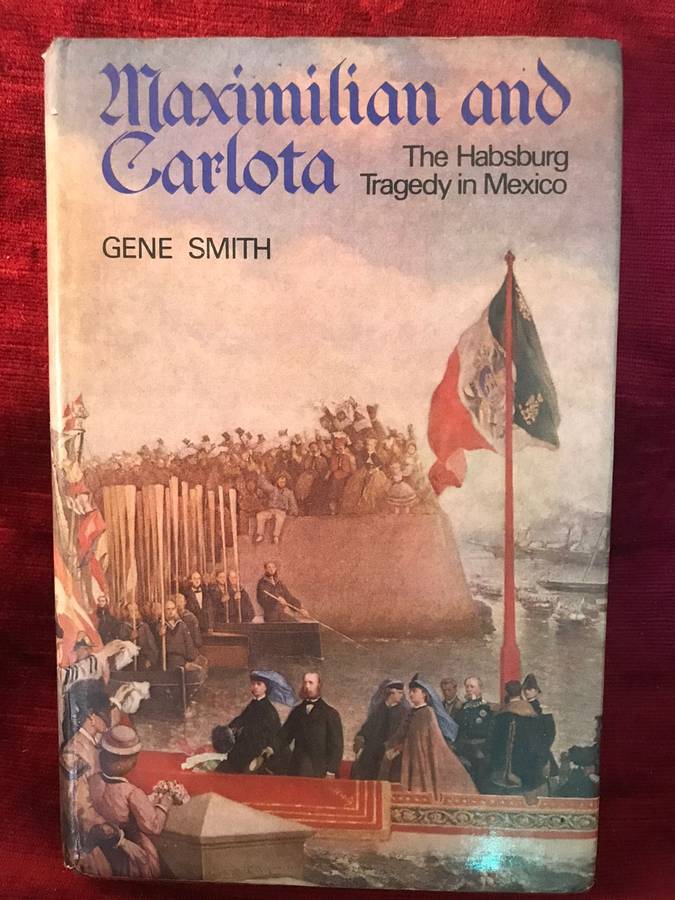 Maximilian and
Carlota
The Habsburg
Tragedy in Mexico
GENE SMITH